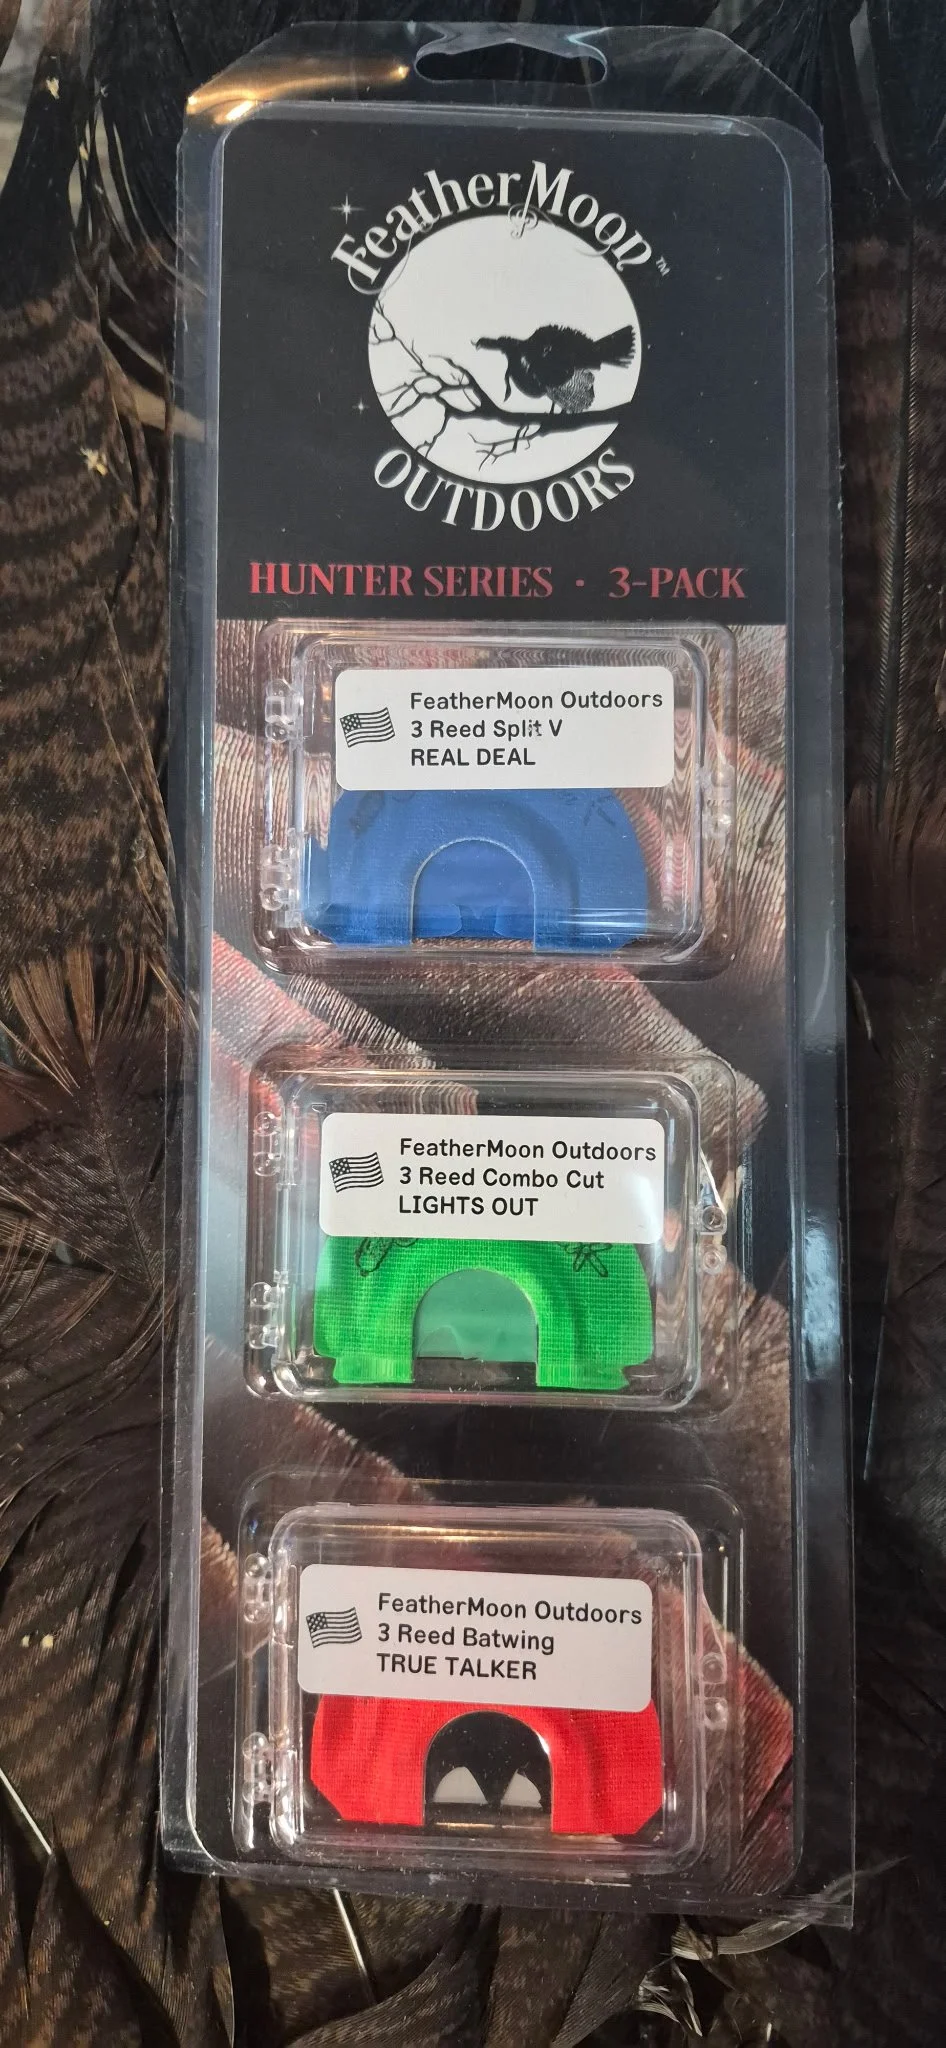 FeatherMoon™
OUTDOORS
HUNTER SERIES · 3-PACK
FeatherMoon Outdoors
3 Reed Split V
REAL DEAL
FeatherMoon Outdoors
3 Reed Combo Cut
LIGHTS OUT
FeatherMoon Outdoors
3 Reed Batwing
TRUE TALKER